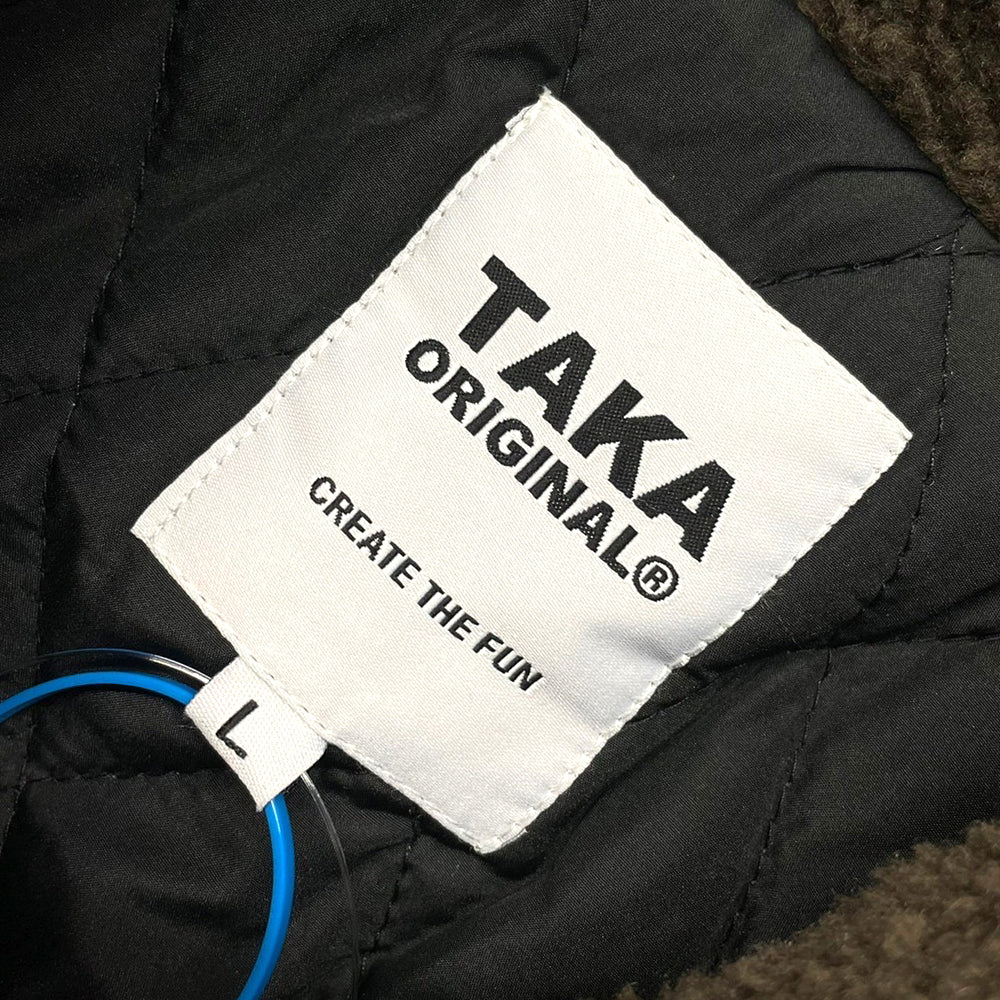 TAKA
ORIGINAL®
CREATE THE FUN
L